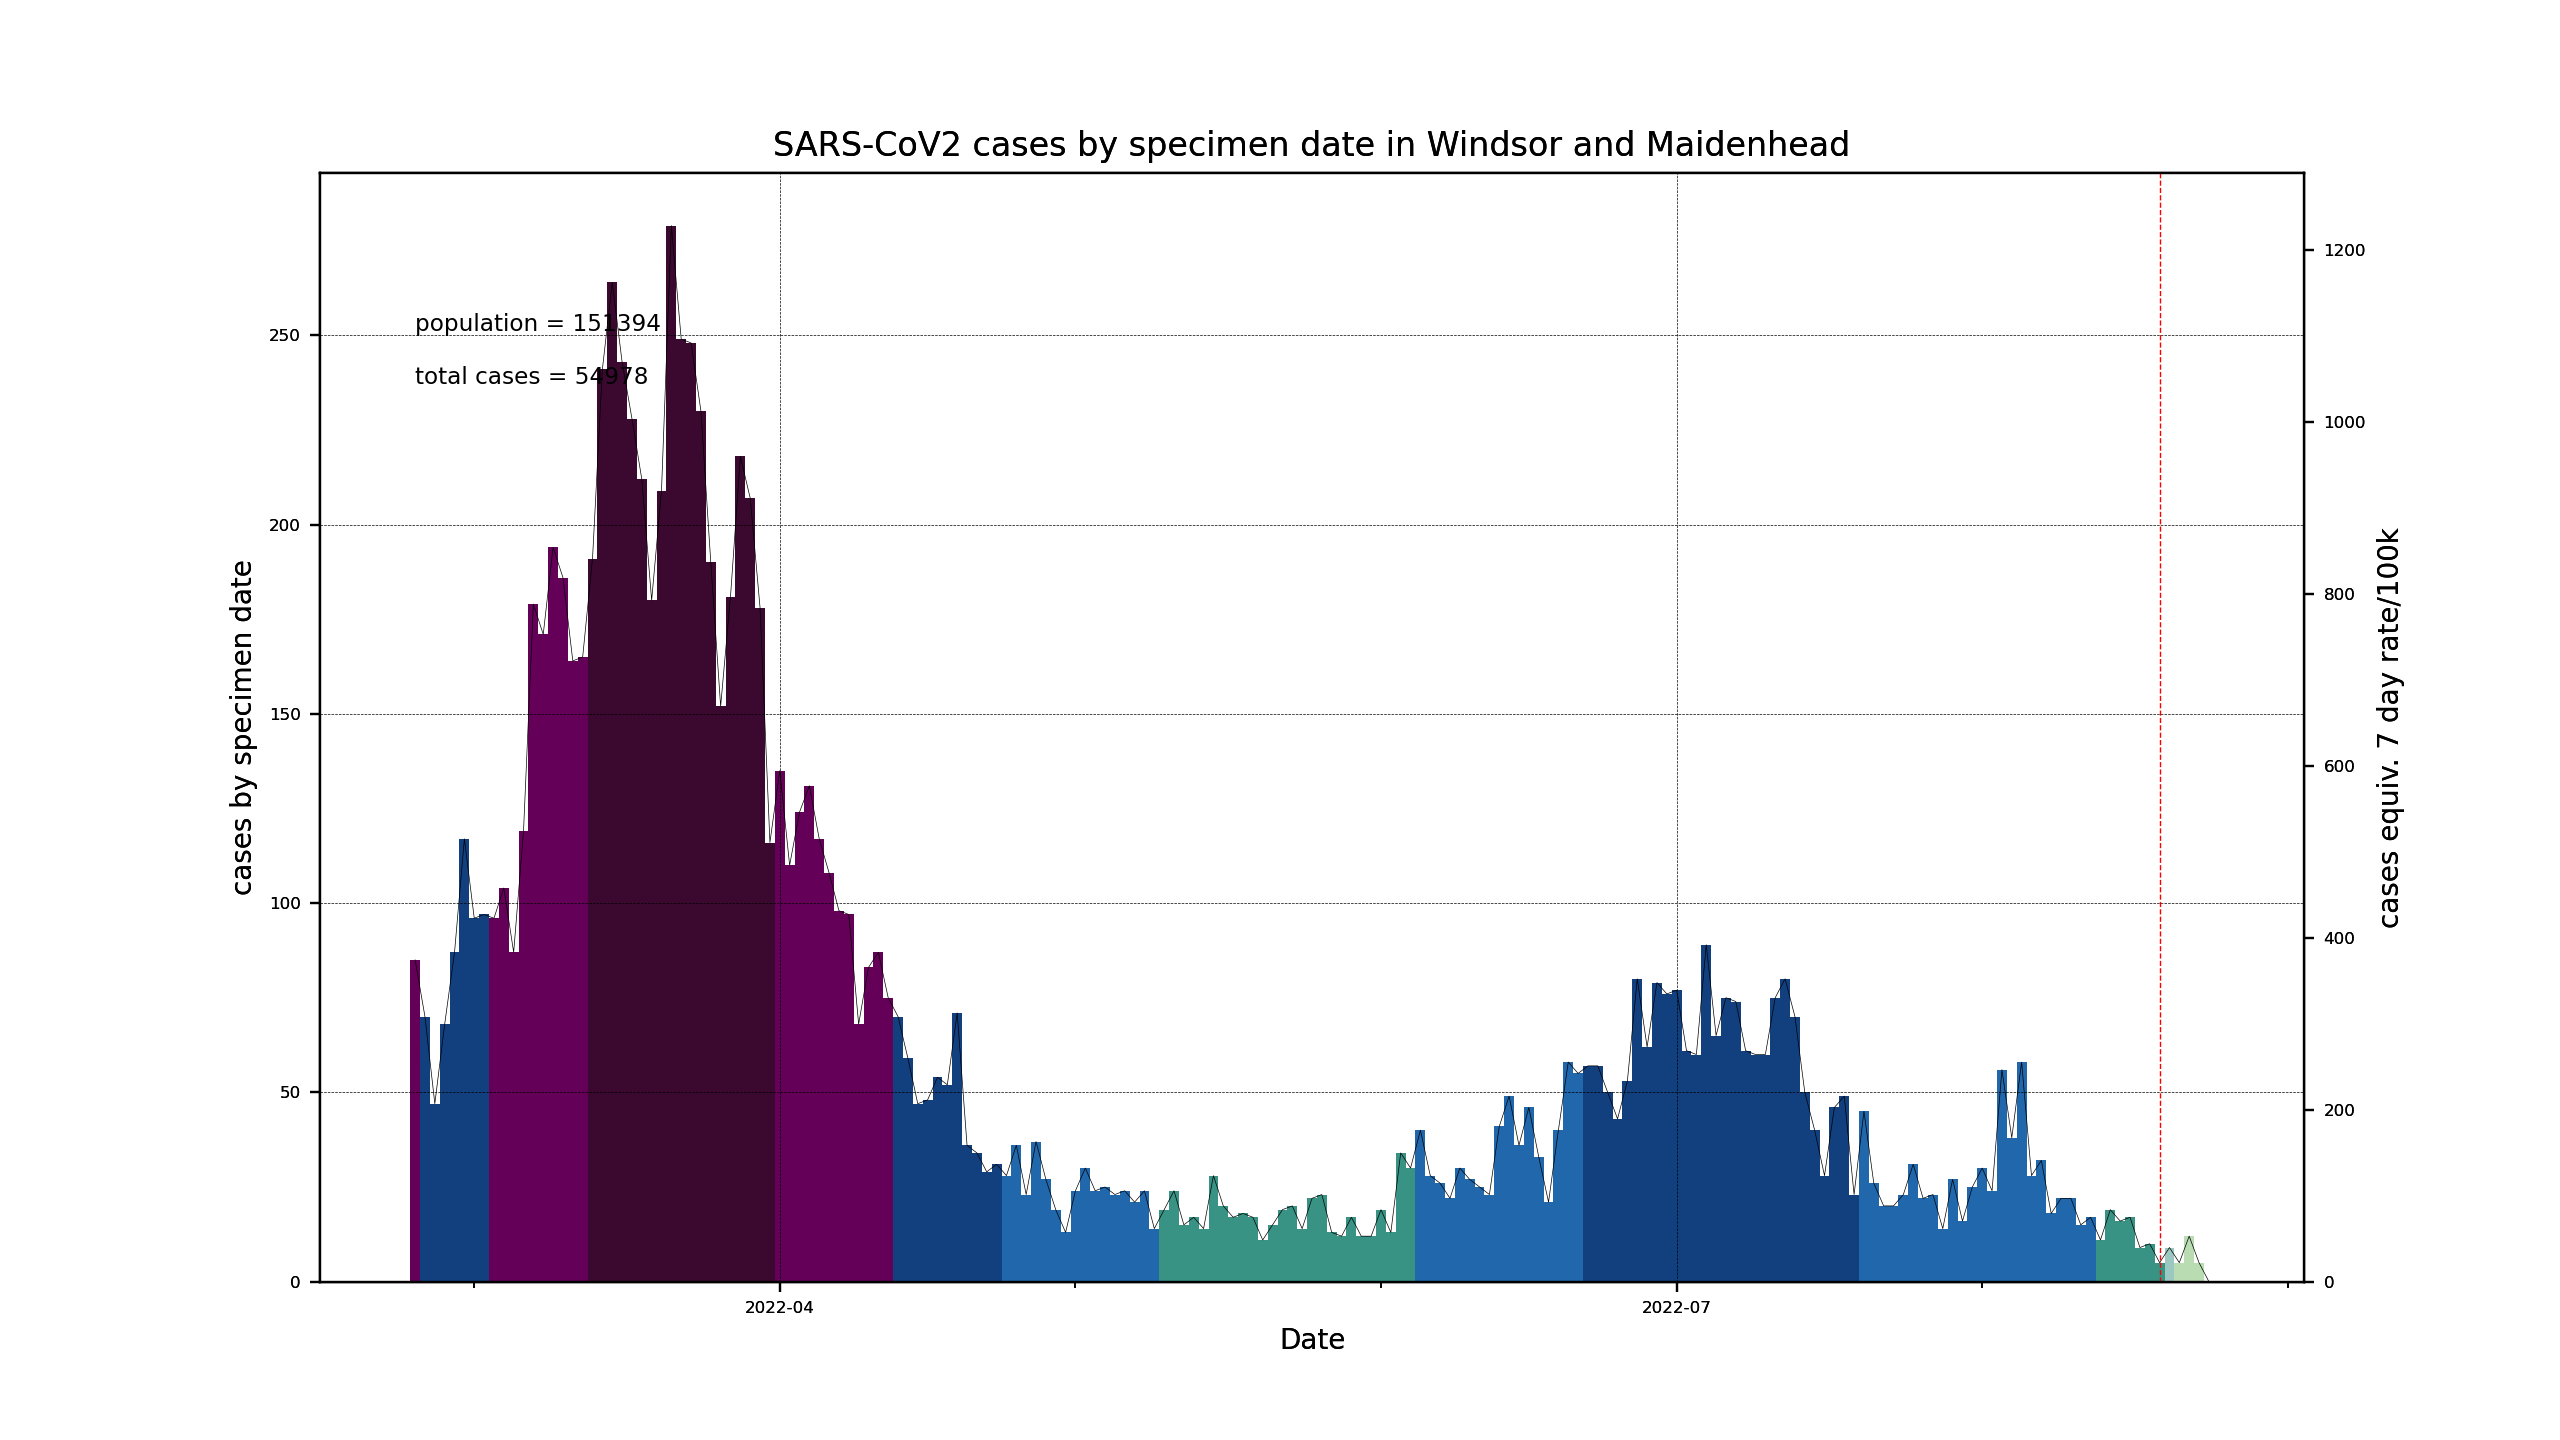 SARS-CoV2 cases by specimen date in Windsor and Maidenhead
population = 151394
total cases = 54978
cases by specimen date
250
200
150
100
50
0
1200
1000
800
600
400
200
0
cases equiv. 7 day rate/100k
2022-04
2022-07
Date